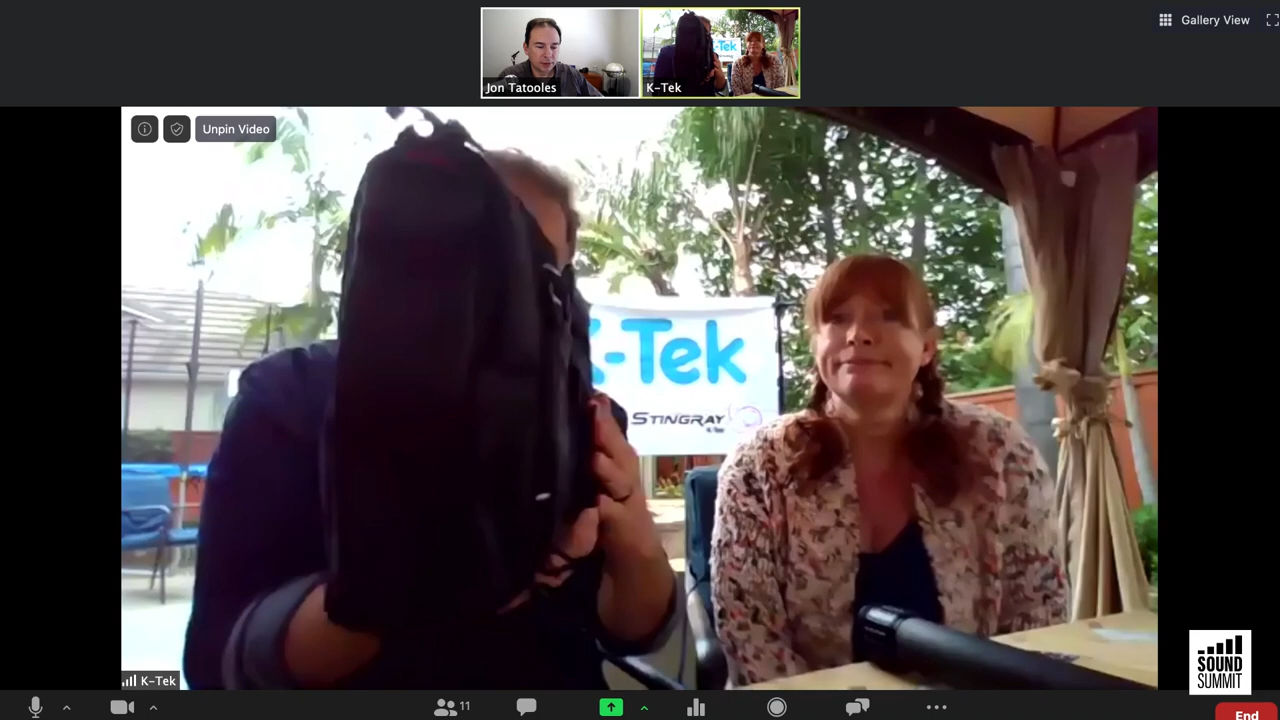 Gallery View
Jon Tatooles
K-Tek
Unpin Video
K-Tek
STINGRAY
K-Tek
11
SOUND
SUMMIT
End